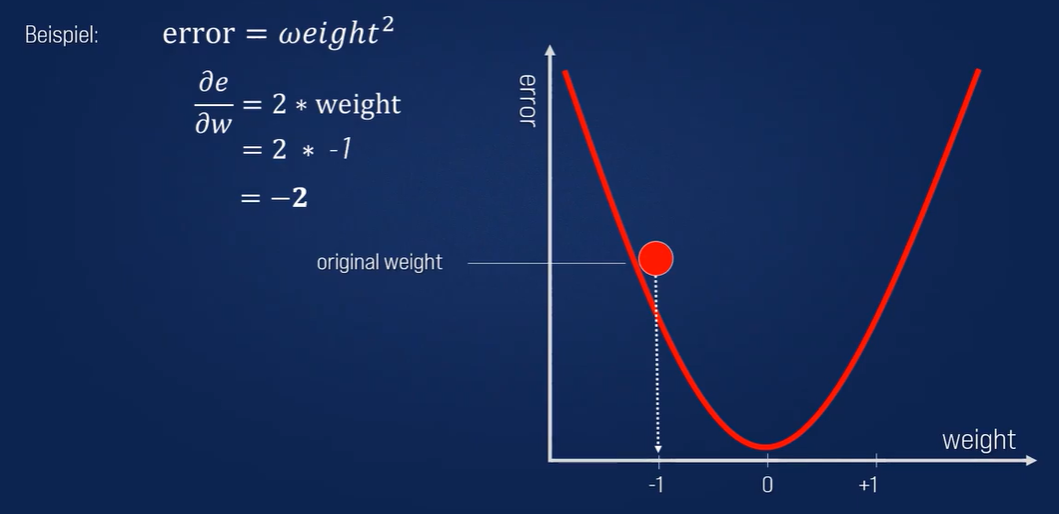 Beispiel: error = ωeight²
∂e
∂w
= 2 ∗ weight
= 2 ∗ -1
= −2
error
original weight
weight
-1 0 +1